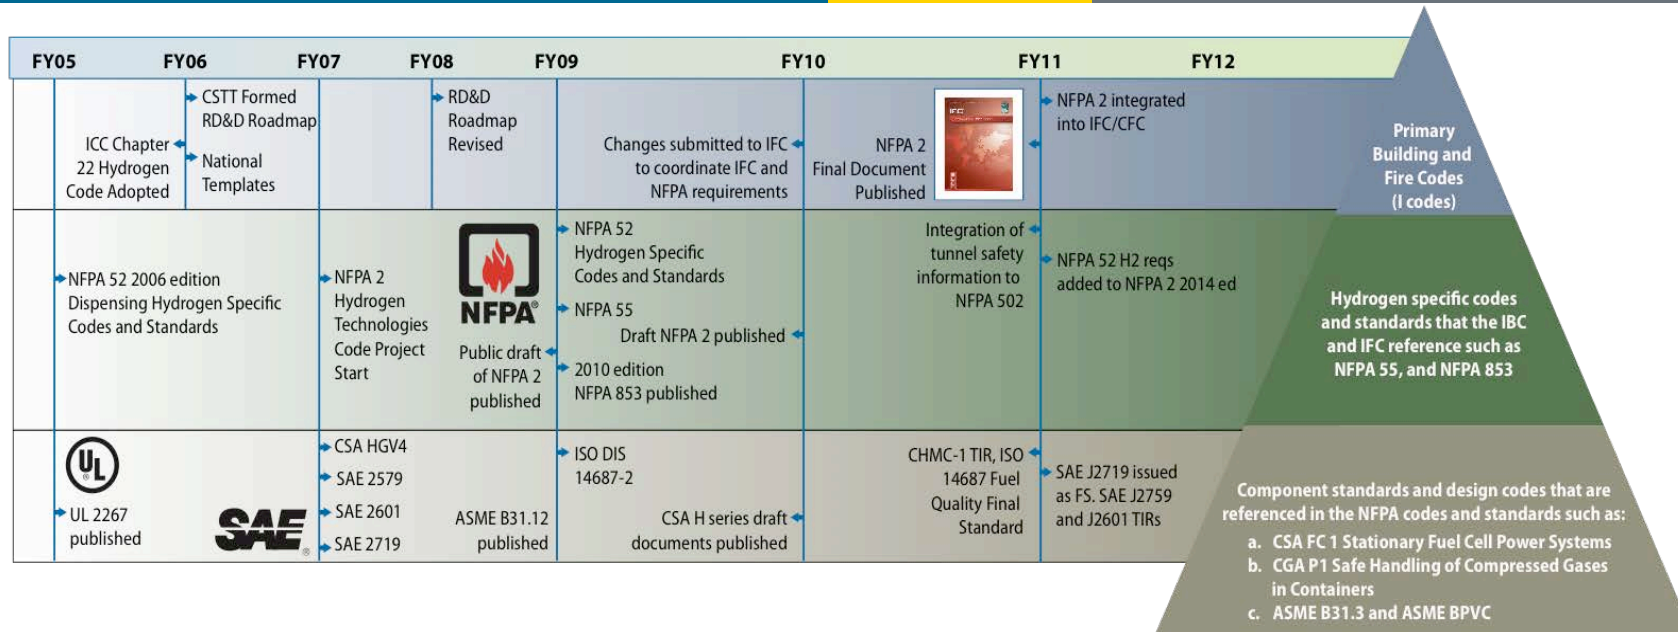 FY05
FY06
FY07
FY08
FY09
FY10
FY11
FY12
ICC Chapter
22 Hydrogen
Code Adopted
CSTT Formed
RD&D Roadmap
National
Templates
RD&D
Roadmap
Revised
Changes submitted to IFC
to coordinate IFC and
NFPA requirements
NFPA 2
Final Document
Published
IFC
NFPA 2 integrated
into IFC/CFC
Primary
Building and
Fire Codes
(I codes)
NFPA 52 2006 edition
Dispensing Hydrogen Specific
Codes and Standards
NFPA 2
Hydrogen
Technologies
Code Project
Start
NFPA®
Public draft
of NFPA 2
published
NFPA 52
Hydrogen Specific
Codes and Standards
NFPA 55
Draft NFPA 2 published
2010 edition
NFPA 853 published
Integration of
tunnel safety
information to
NFPA 502
NFPA 52 H2 reqs
added to NFPA 2 2014 ed
Hydrogen specific codes
and standards that the IBC
and IFC reference such as
NFPA 55, and NFPA 853
UL®
UL 2267
published
SAE®
CSA HGV4
SAE 2579
SAE 2601
SAE 2719
ASME B31.12
published
ISO DIS
14687-2
CSA H series draft
documents published
CHMC-1 TIR, ISO
14687 Fuel
Quality Final
Standard
SAE J2719 issued
as FS. SAE J2759
and J2601 TIRs
Component standards and design codes that are
referenced in the NFPA codes and standards such as:
a. CSA FC 1 Stationary Fuel Cell Power Systems
b. CGA P1 Safe Handling of Compressed Gases
in Containers
c. ASME B31.3 and ASME BPVC